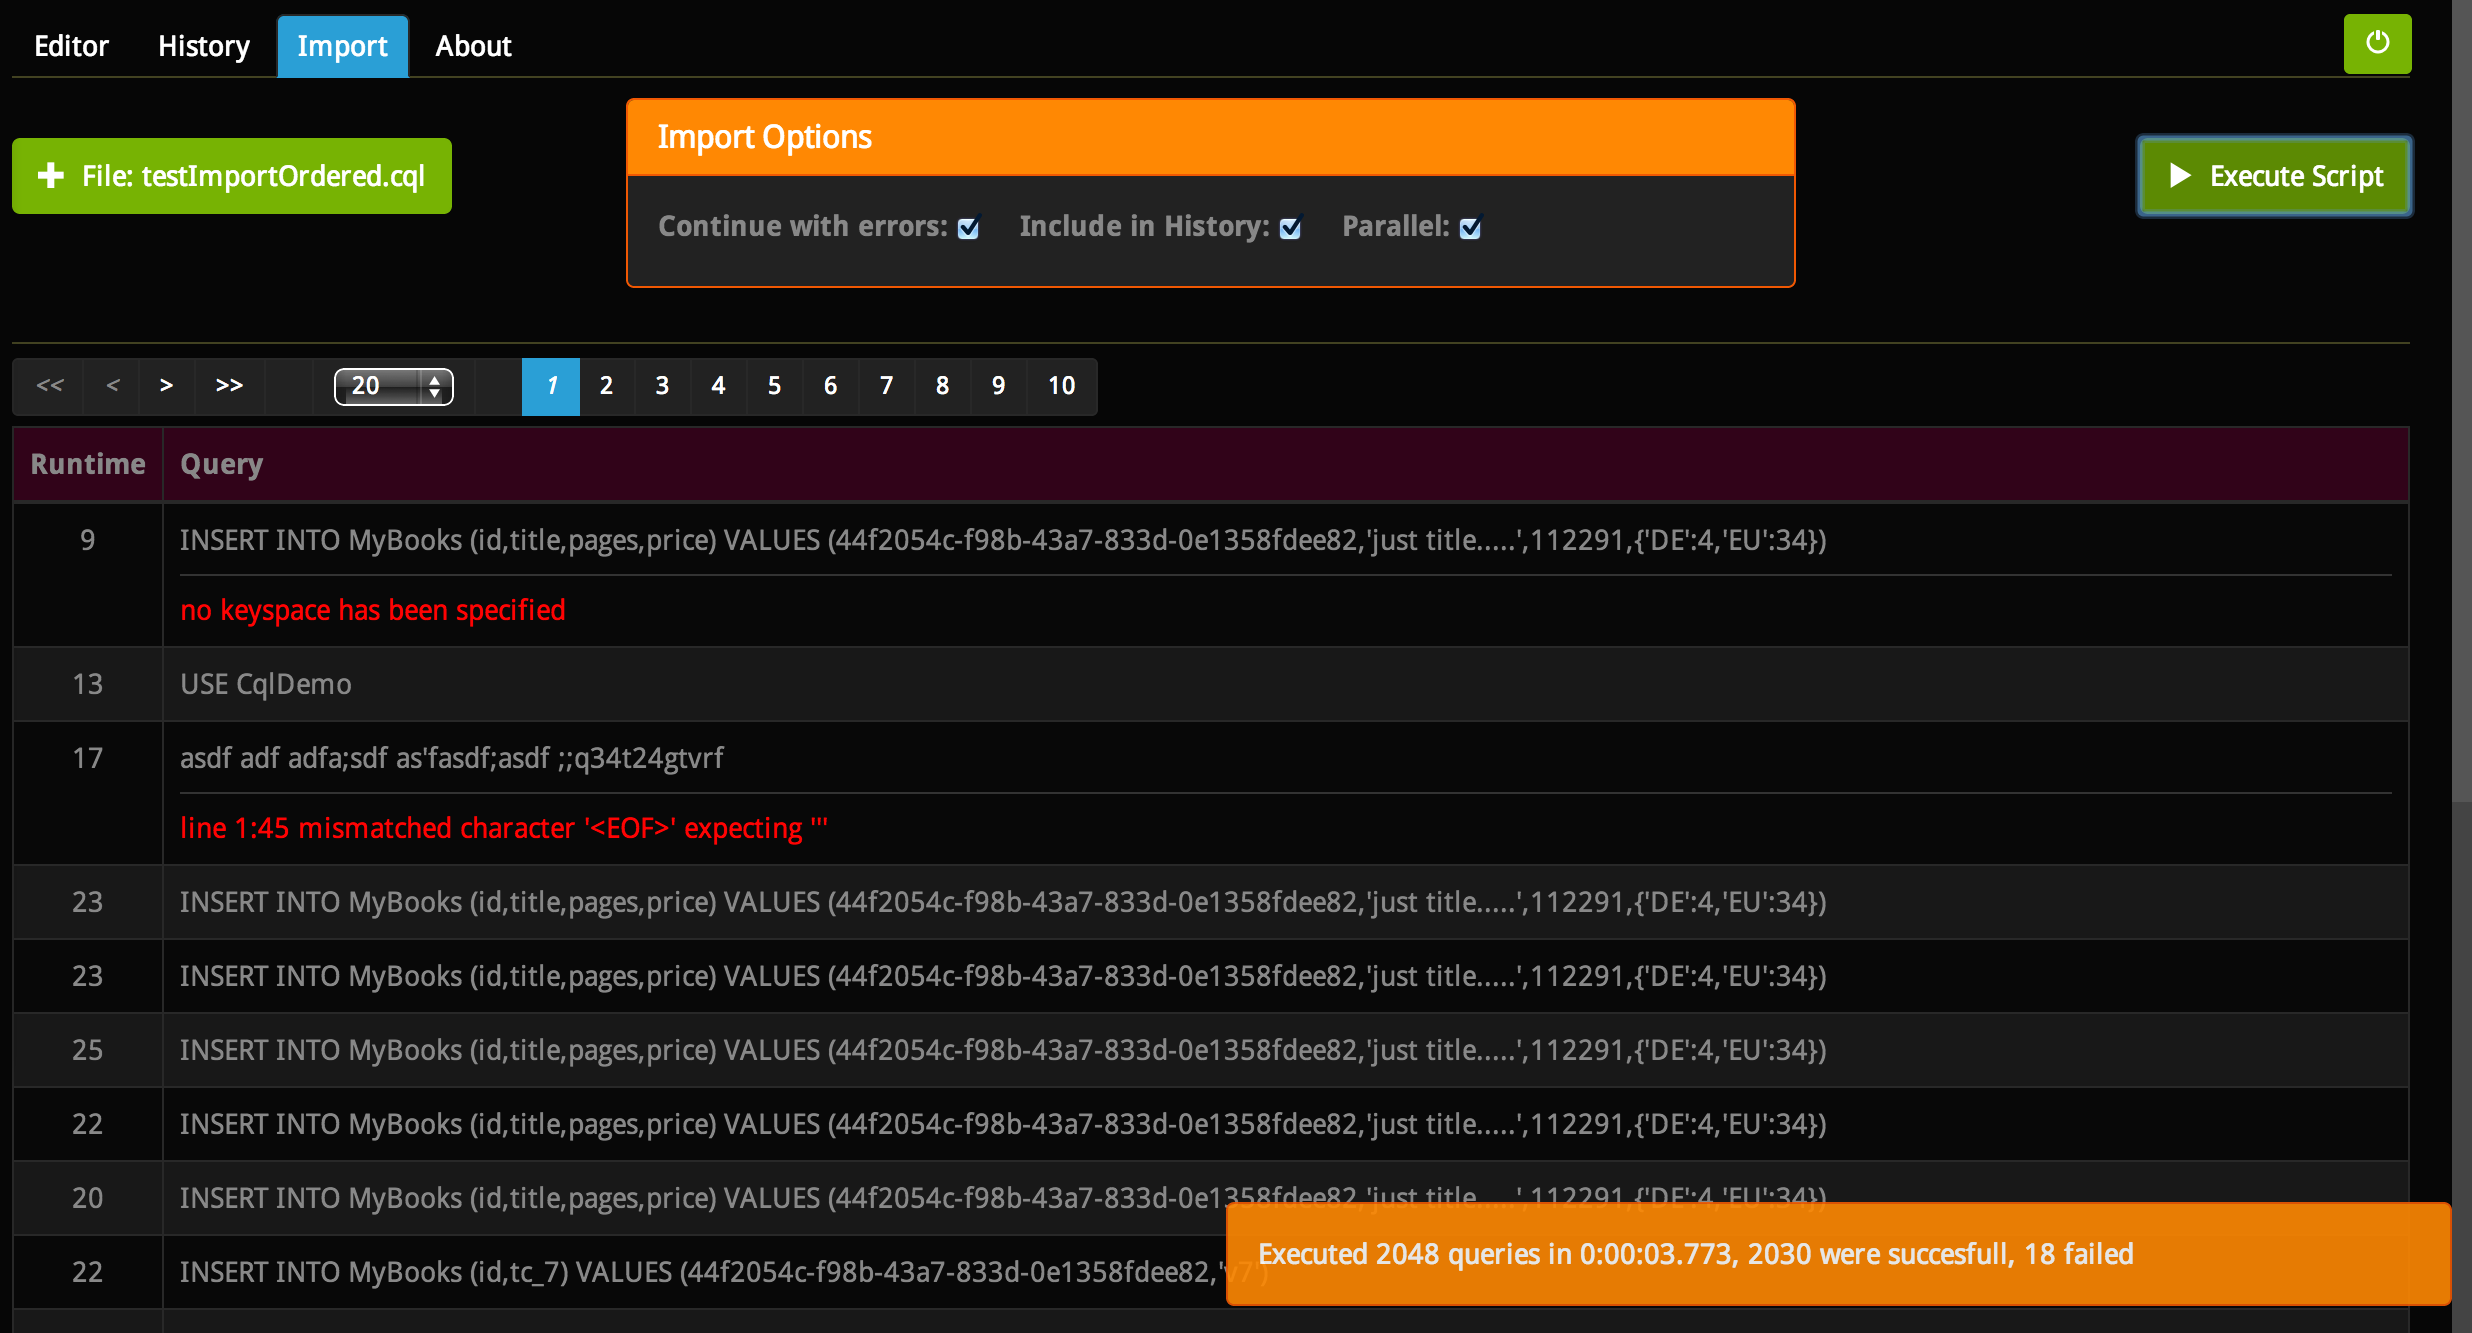 Editor History Import About
File: testImportOrdered.cql
Import Options
Continue with errors: Include in History: Parallel:
Execute Script
<< < > >> 20 1 2 3 4 5 6 7 8 9 10
Runtime Query
9 INSERT INTO MyBooks (id,title,pages,price) VALUES (44f2054c-f98b-43a7-833d-0e1358fdee82,'just title.....',112291,{'DE':4,'EU':34})
no keyspace has been specified
13 USE CqlDemo
17 asdf adf adfa;sdf as'fasdf;asdf ;;q34t24gtvrf
line 1:45 mismatched character '<EOF>' expecting '''
23 INSERT INTO MyBooks (id,title,pages,price) VALUES (44f2054c-f98b-43a7-833d-0e1358fdee82,'just title.....',112291,{'DE':4,'EU':34})
23 INSERT INTO MyBooks (id,title,pages,price) VALUES (44f2054c-f98b-43a7-833d-0e1358fdee82,'just title.....',112291,{'DE':4,'EU':34})
25 INSERT INTO MyBooks (id,title,pages,price) VALUES (44f2054c-f98b-43a7-833d-0e1358fdee82,'just title.....',112291,{'DE':4,'EU':34})
22 INSERT INTO MyBooks (id,title,pages,price) VALUES (44f2054c-f98b-43a7-833d-0e1358fdee82,'just title.....',112291,{'DE':4,'EU':34})
20 INSERT INTO MyBooks (id,title,pages,price) VALUES (44f2054c-f98b-43a7-833d-0e1358fdee82,'just title.....',112291,{'DE':4,'EU':34})
22 INSERT INTO MyBooks (id,tc_7) VALUES (44f2054c-f98b-43a7-833d-0e1358fdee82,'v7')
Executed 2048 queries in 0:00:03.773, 2030 were succesfull, 18 failed